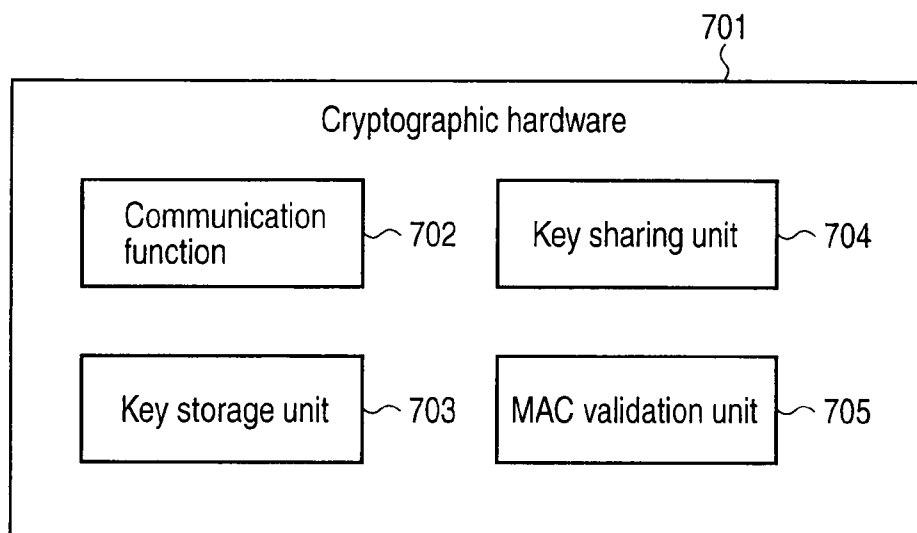 701
Cryptographic hardware
Communication
function
702
Key sharing unit
704
Key storage unit
703
MAC validation unit
705